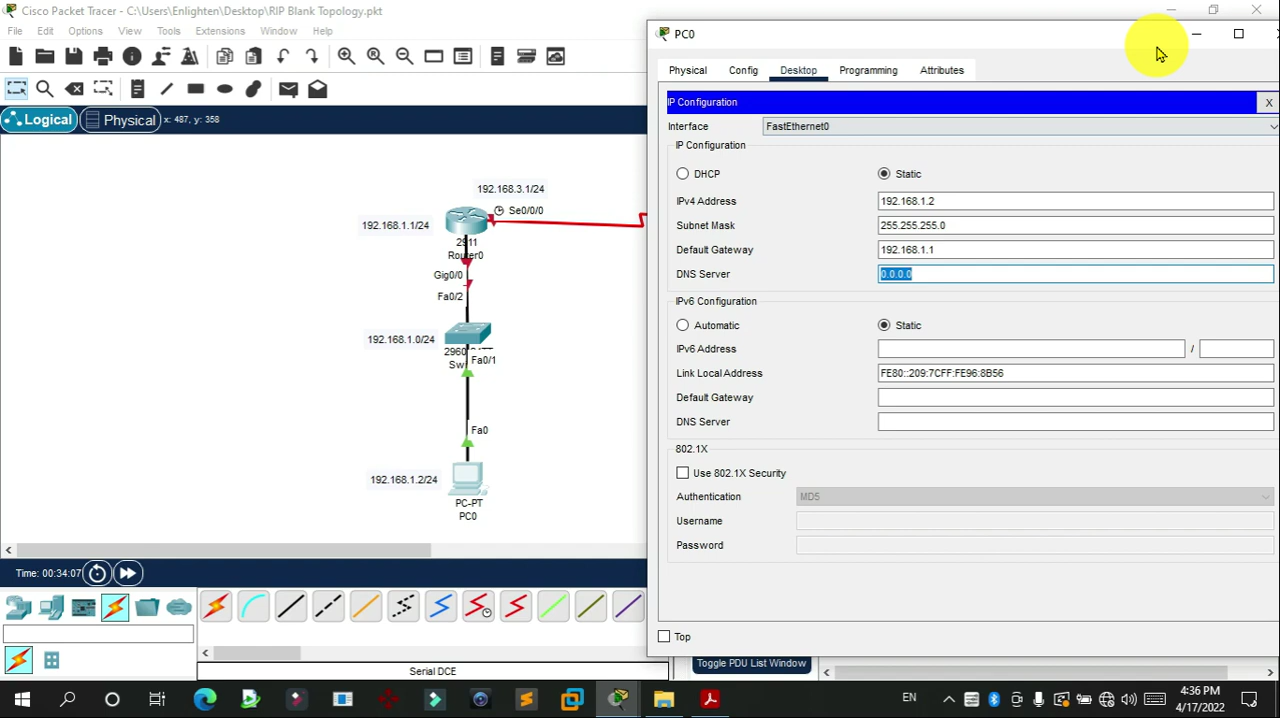 Cisco Packet Tracer - C:\Users\Enlighten\Desktop\RIP Blank Topology.pkt
File Edit Options View Tools Extensions Window Help
Logical Physical x: 487, y: 358
192.168.3.1/24
Se0/0/0
192.168.1.1/24
2911
Router0
Gig0/0
Fa0/2
192.168.1.0/24
2960
Sw
Fa0/1
Fa0
192.168.1.2/24
PC-PT
PC0
Time: 00:34:07
Serial DCE
PC0
Physical Config Desktop Programming Attributes
IP Configuration X
Interface FastEthernet0
IP Configuration
DHCP Static
IPv4 Address 192.168.1.2
Subnet Mask 255.255.255.0
Default Gateway 192.168.1.1
DNS Server 0.0.0.0
IPv6 Configuration
Automatic Static
IPv6 Address /
Link Local Address FE80::209:7CFF:FE96:8B56
Default Gateway
DNS Server
802.1X
Use 802.1X Security
Authentication MD5
Username
Password
Top
Toggle PDU List Window
EN
4:36 PM
4/17/2022